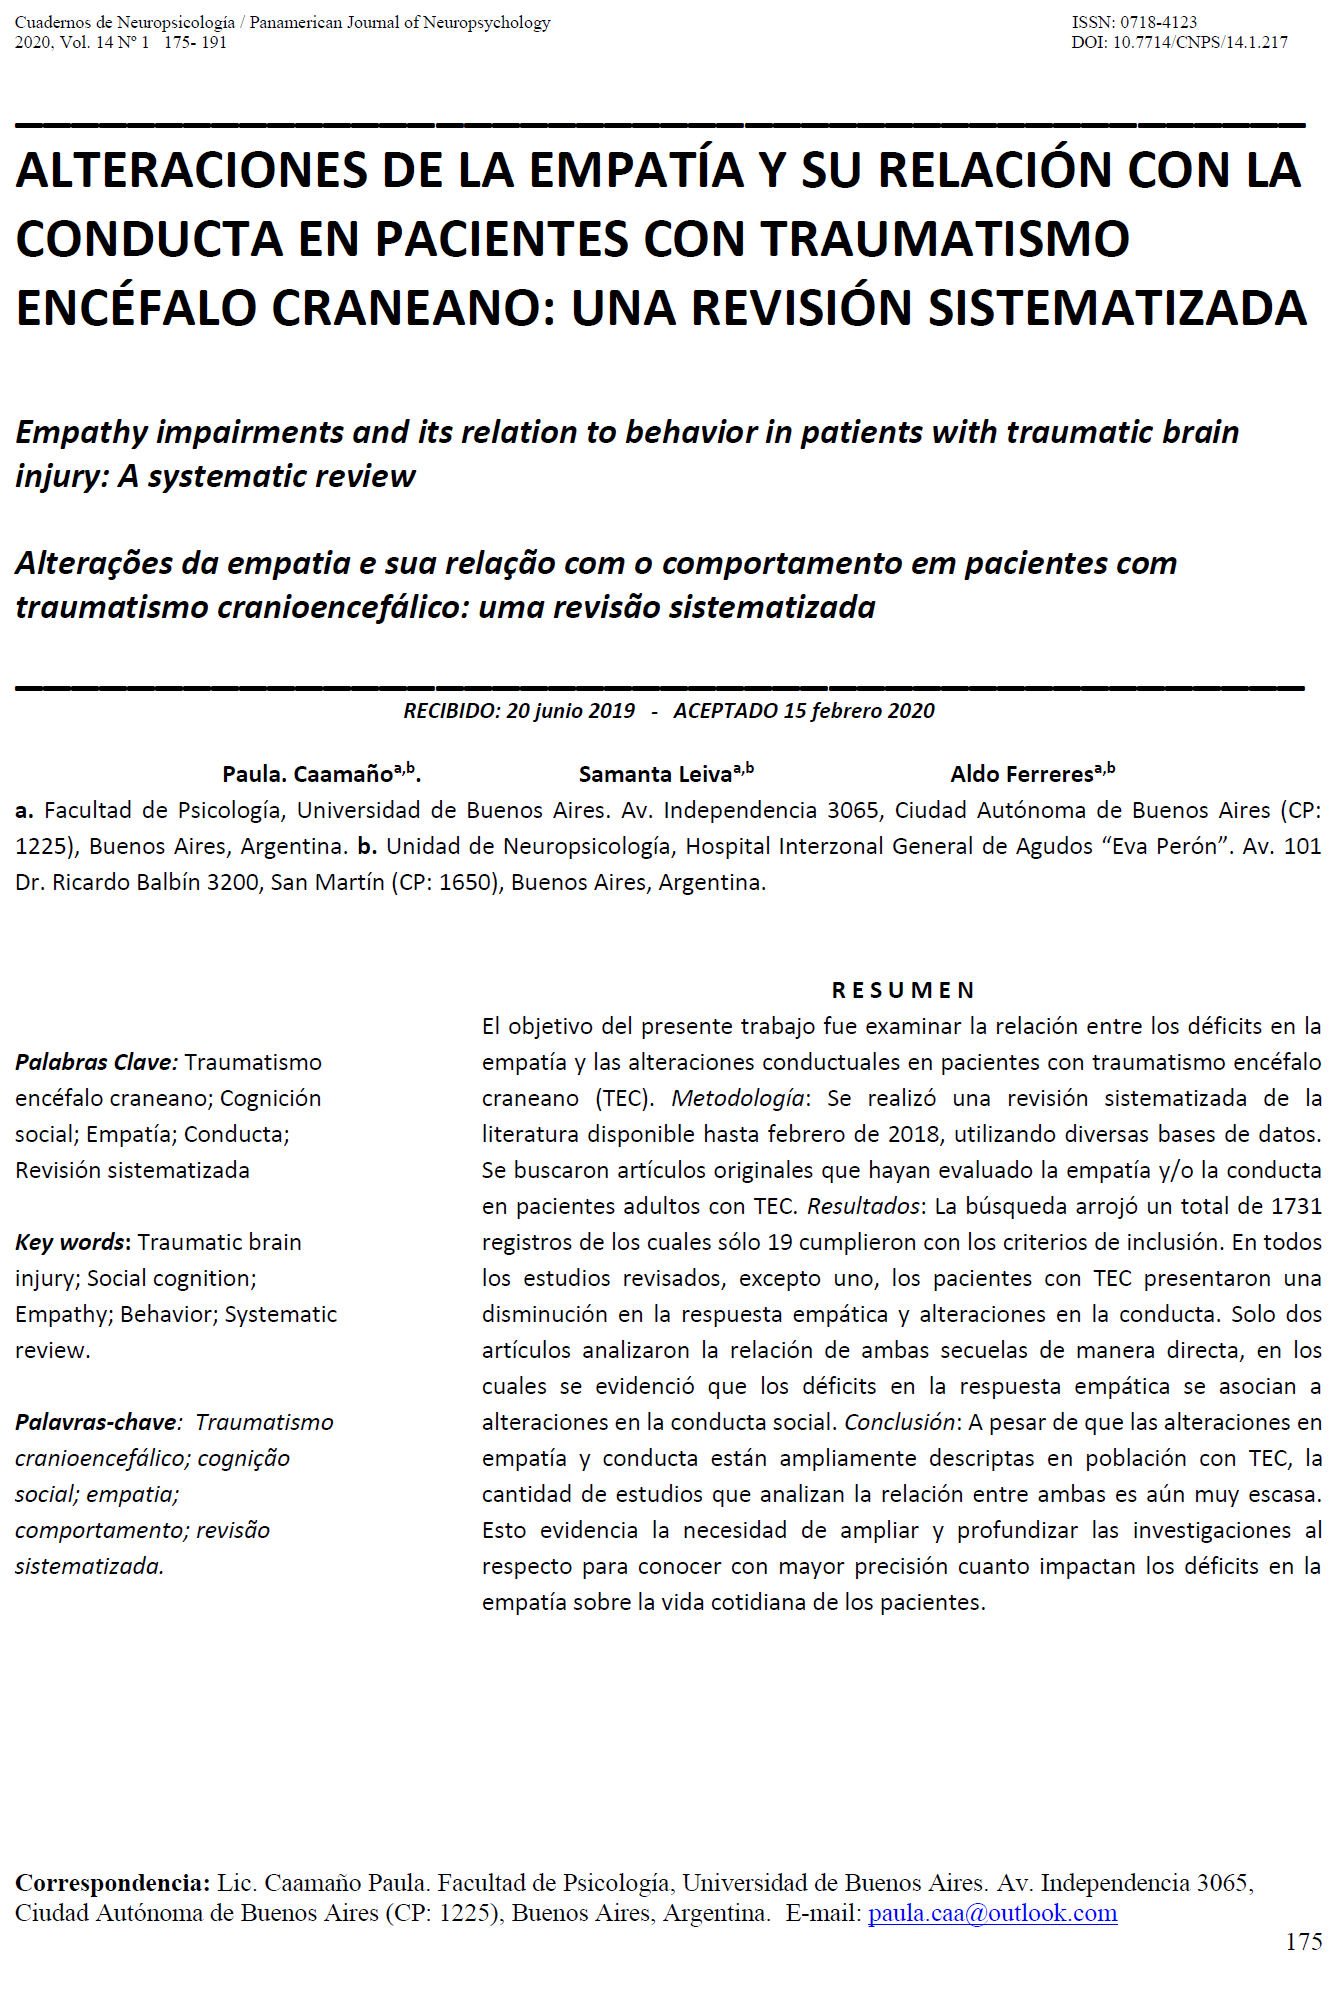 Cuadernos de Neuropsicología / Panamerican Journal of Neuropsychology
2020, Vol. 14 Nº 1   175- 191
ISSN: 0718-4123
DOI: 10.7714/CNPS/14.1.217
ALTERACIONES DE LA EMPATÍA Y SU RELACIÓN CON LA
CONDUCTA EN PACIENTES CON TRAUMATISMO
ENCÉFALO CRANEANO: UNA REVISIÓN SISTEMATIZADA
Empathy impairments and its relation to behavior in patients with traumatic brain
injury: A systematic review
Alterações da empatia e sua relação com o comportamento em pacientes com
traumatismo cranioencefálico: uma revisão sistematizada
RECIBIDO: 20 junio 2019   -   ACEPTADO 15 febrero 2020
Paula. Caamaño a,b.   Samanta Leiva a,b   Aldo Ferreres a,b
a. Facultad de Psicología, Universidad de Buenos Aires. Av. Independencia 3065, Ciudad Autónoma de Buenos Aires (CP:
1225), Buenos Aires, Argentina. b. Unidad de Neuropsicología, Hospital Interzonal General de Agudos “Eva Perón”. Av. 101
Dr. Ricardo Balbín 3200, San Martín (CP: 1650), Buenos Aires, Argentina.
Palabras Clave: Traumatismo
encéfalo craneano; Cognición
social; Empatía; Conducta;
Revisión sistematizada
Key words: Traumatic brain
injury; Social cognition;
Empathy; Behavior; Systematic
review.
Palavras-chave:  Traumatismo
cranioencefálico; cognição
social; empatia;
comportamento; revisão
sistematizada.
R E S U M E N
El objetivo del presente trabajo fue examinar la relación entre los déficits en la
empatía y las alteraciones conductuales en pacientes con traumatismo encéfalo
craneano (TEC). Metodología: Se realizó una revisión sistematizada de la
literatura disponible hasta febrero de 2018, utilizando diversas bases de datos.
Se buscaron artículos originales que hayan evaluado la empatía y/o la conducta
en pacientes adultos con TEC. Resultados: La búsqueda arrojó un total de 1731
registros de los cuales sólo 19 cumplieron con los criterios de inclusión. En todos
los estudios revisados, excepto uno, los pacientes con TEC presentaron una
disminución en la respuesta empática y alteraciones en la conducta. Solo dos
artículos analizaron la relación de ambas secuelas de manera directa, en los
cuales se evidenció que los déficits en la respuesta empática se asocian a
alteraciones en la conducta social. Conclusión: A pesar de que las alteraciones en
empatía y conducta están ampliamente descriptas en población con TEC, la
cantidad de estudios que analizan la relación entre ambas es aún muy escasa.
Esto evidencia la necesidad de ampliar y profundizar las investigaciones al
respecto para conocer con mayor precisión cuanto impactan los déficits en la
empatía sobre la vida cotidiana de los pacientes.
Correspondencia: Lic. Caamaño Paula. Facultad de Psicología, Universidad de Buenos Aires. Av. Independencia 3065,
Ciudad Autónoma de Buenos Aires (CP: 1225), Buenos Aires, Argentina.  E-mail: paula.caa@outlook.com
175